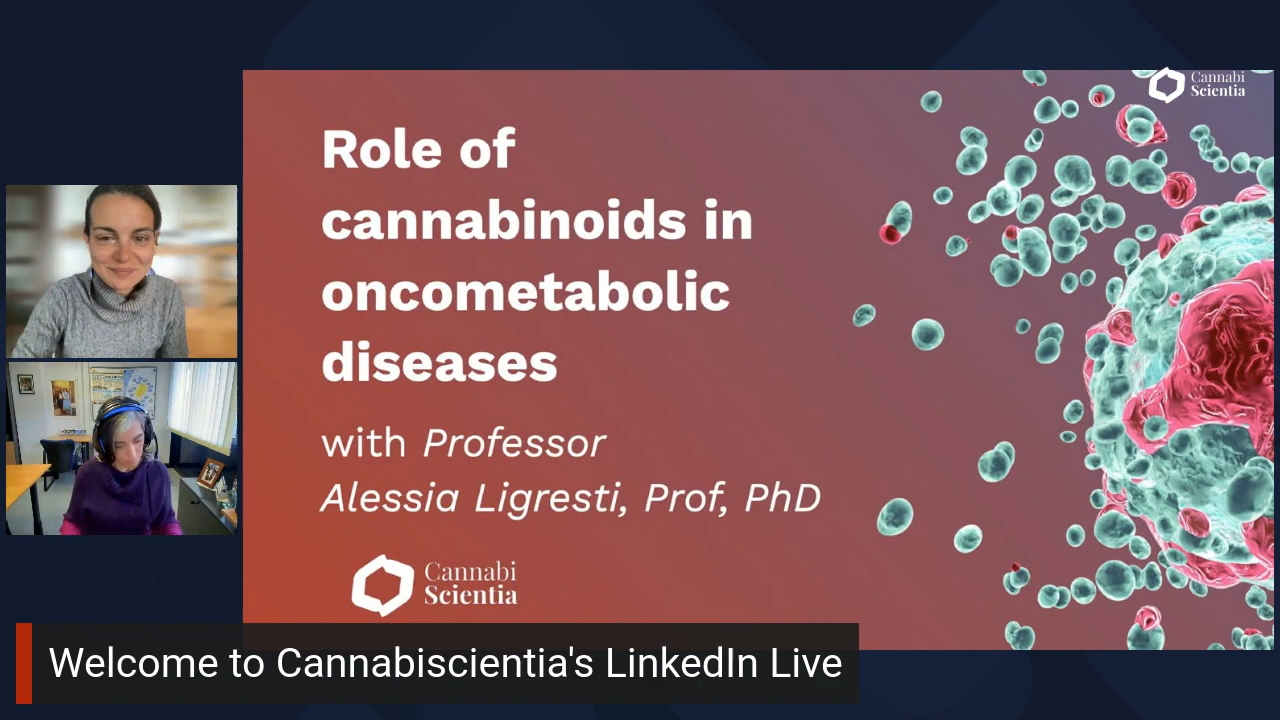 Cannabi
Scientia
Role of
cannabinoids in
oncometabolic
diseases
with Professor
Alessia Ligresti, Prof, PhD
Cannabi
Scientia
Welcome to Cannabiscientia's LinkedIn Live